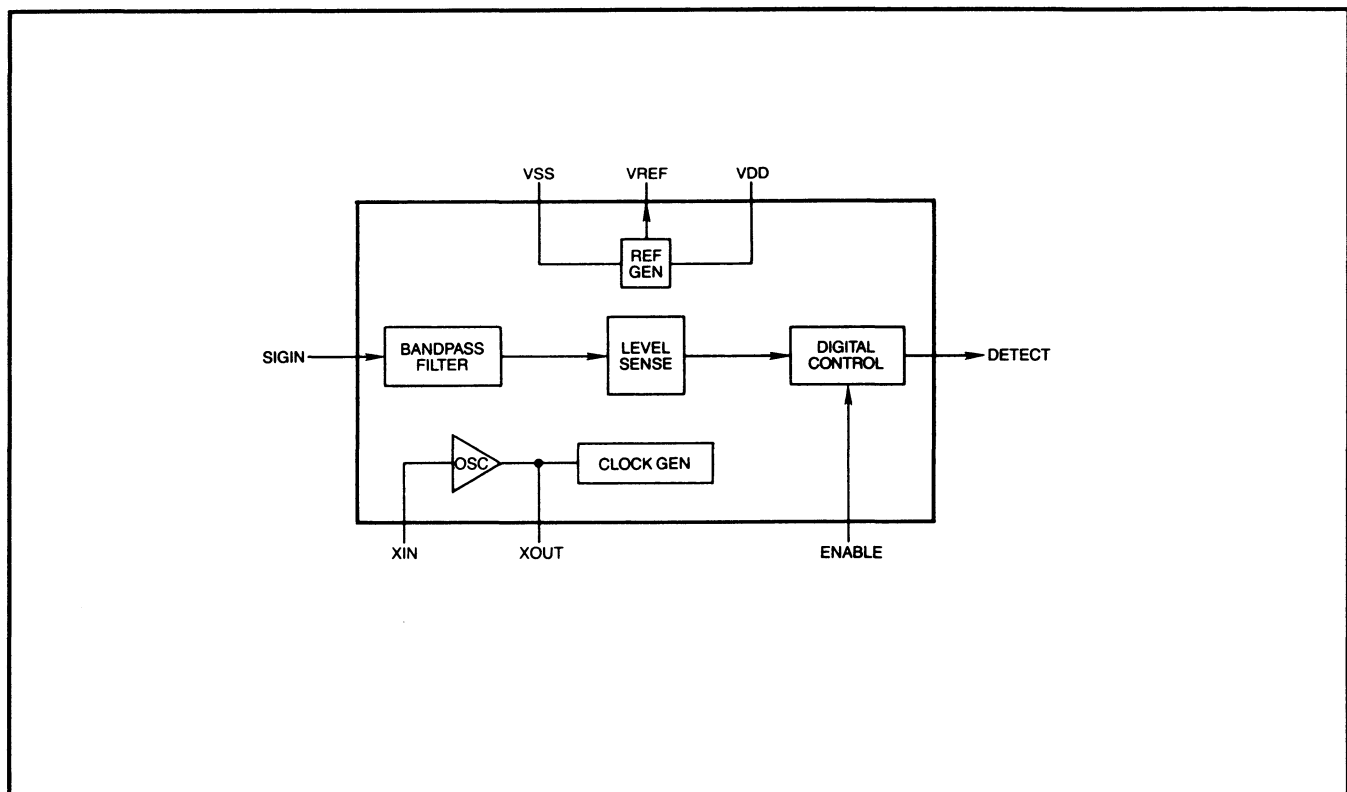 VSS VREF VDD
REF
GEN
SIGIN
BANDPASS
FILTER
LEVEL
SENSE
DIGITAL
CONTROL
DETECT
OSC
CLOCK GEN
XIN XOUT ENABLE